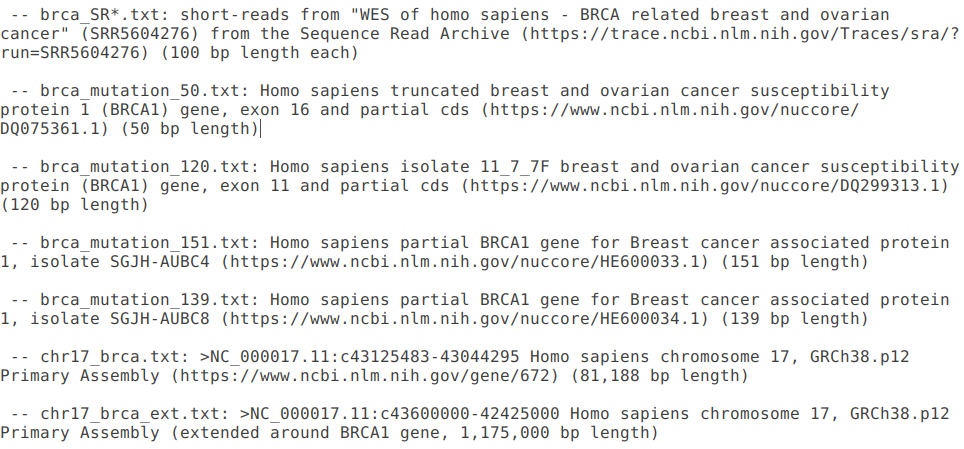 -- brca_SR*.txt: short-reads from "WES of homo sapiens - BRCA related breast and ovarian
cancer" (SRR5604276) from the Sequence Read Archive (https://trace.ncbi.nlm.nih.gov/Traces/sra/?
run=SRR5604276) (100 bp length each)
-- brca_mutation_50.txt: Homo sapiens truncated breast and ovarian cancer susceptibility
protein 1 (BRCA1) gene, exon 16 and partial cds (https://www.ncbi.nlm.nih.gov/nuccore/
DQ075361.1) (50 bp length)
-- brca_mutation_120.txt: Homo sapiens isolate 11_7_7F breast and ovarian cancer susceptibility
protein (BRCA1) gene, exon 11 and partial cds (https://www.ncbi.nlm.nih.gov/nuccore/DQ299313.1)
(120 bp length)
-- brca_mutation_151.txt: Homo sapiens partial BRCA1 gene for Breast cancer associated protein
1, isolate SGJH-AUBC4 (https://www.ncbi.nlm.nih.gov/nuccore/HE600033.1) (151 bp length)
-- brca_mutation_139.txt: Homo sapiens partial BRCA1 gene for Breast cancer associated protein
1, isolate SGJH-AUBC8 (https://www.ncbi.nlm.nih.gov/nuccore/HE600034.1) (139 bp length)
-- chr17_brca.txt: >NC_000017.11:c43125483-43044295 Homo sapiens chromosome 17, GRCh38.p12
Primary Assembly (https://www.ncbi.nlm.nih.gov/gene/672) (81,188 bp length)
-- chr17_brca_ext.txt: >NC_000017.11:c43600000-42425000 Homo sapiens chromosome 17, GRCh38.p12
Primary Assembly (extended around BRCA1 gene, 1,175,000 bp length)